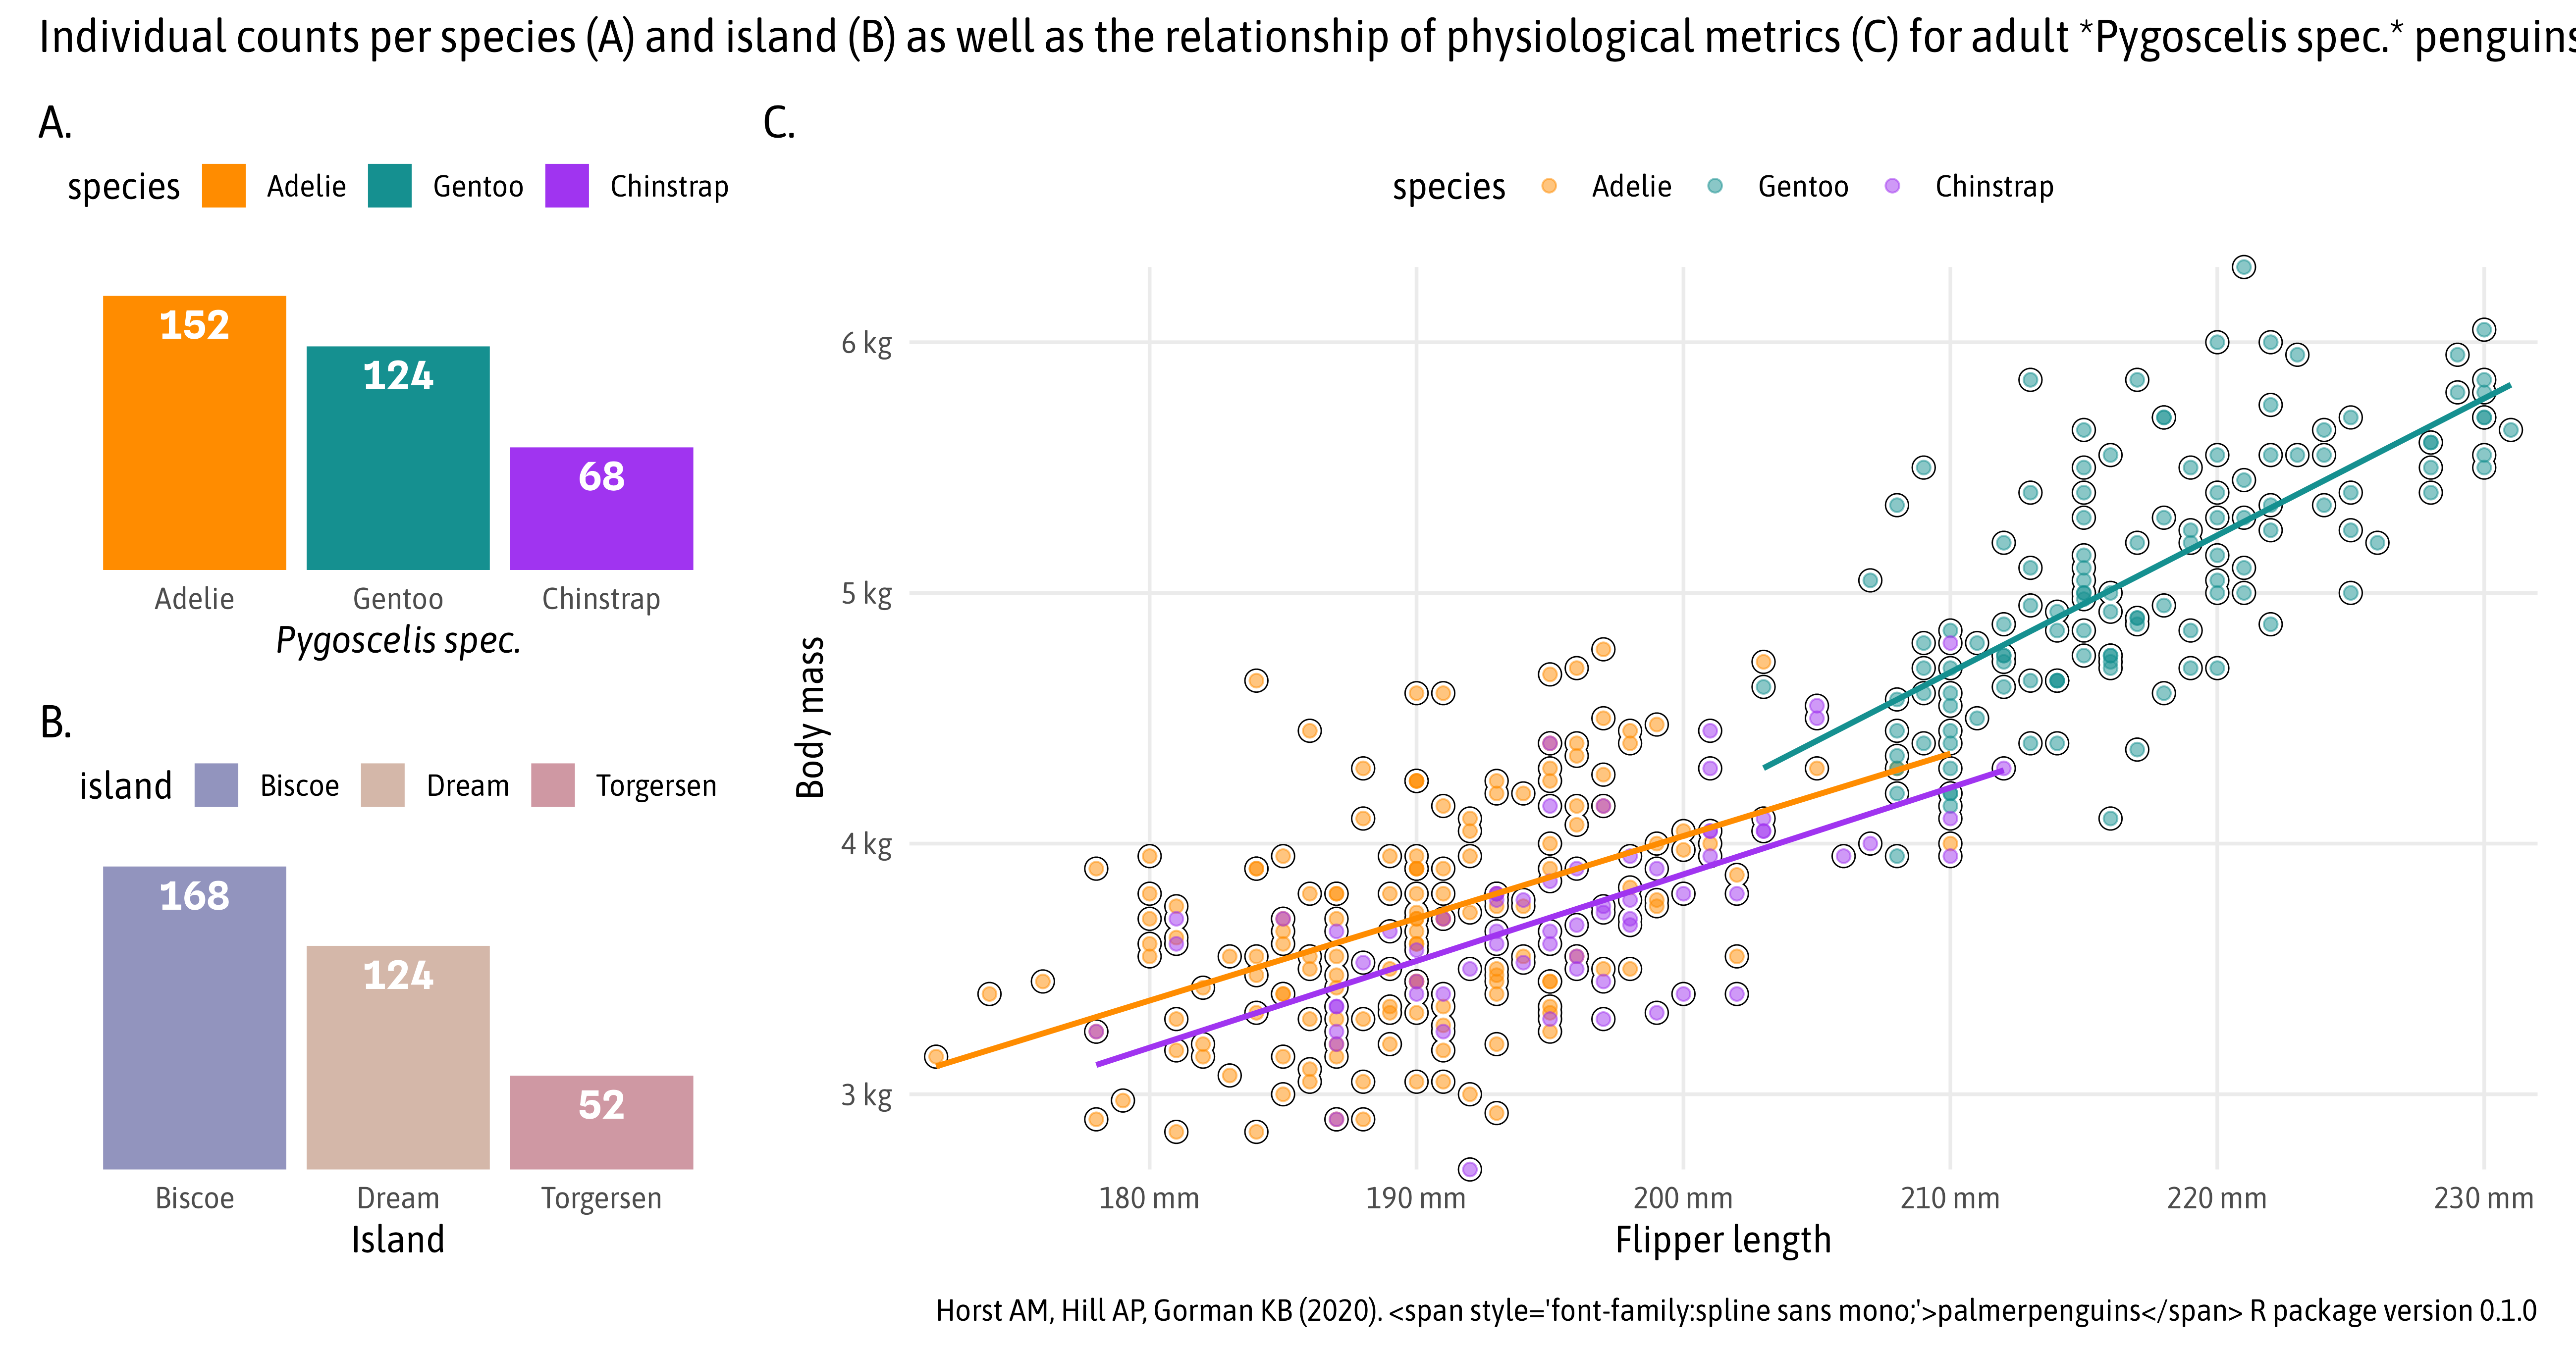 Individual counts per species (A) and island (B) as well as the relationship of physiological metrics (C) for adult *Pygoscelis spec.* penguins
A.
species Adelie Gentoo Chinstrap
152
124
68
Adelie Gentoo Chinstrap
Pygoscelis spec.
B.
island Biscoe Dream Torgersen
168
124
52
Biscoe Dream Torgersen
Island
C.
species Adelie Gentoo Chinstrap
6 kg
5 kg
4 kg
3 kg
Body mass
180 mm 190 mm 200 mm 210 mm 220 mm 230 mm
Flipper length
Horst AM, Hill AP, Gorman KB (2020). <span style='font-family:spline sans mono;'>palmerpenguins</span> R package version 0.1.0